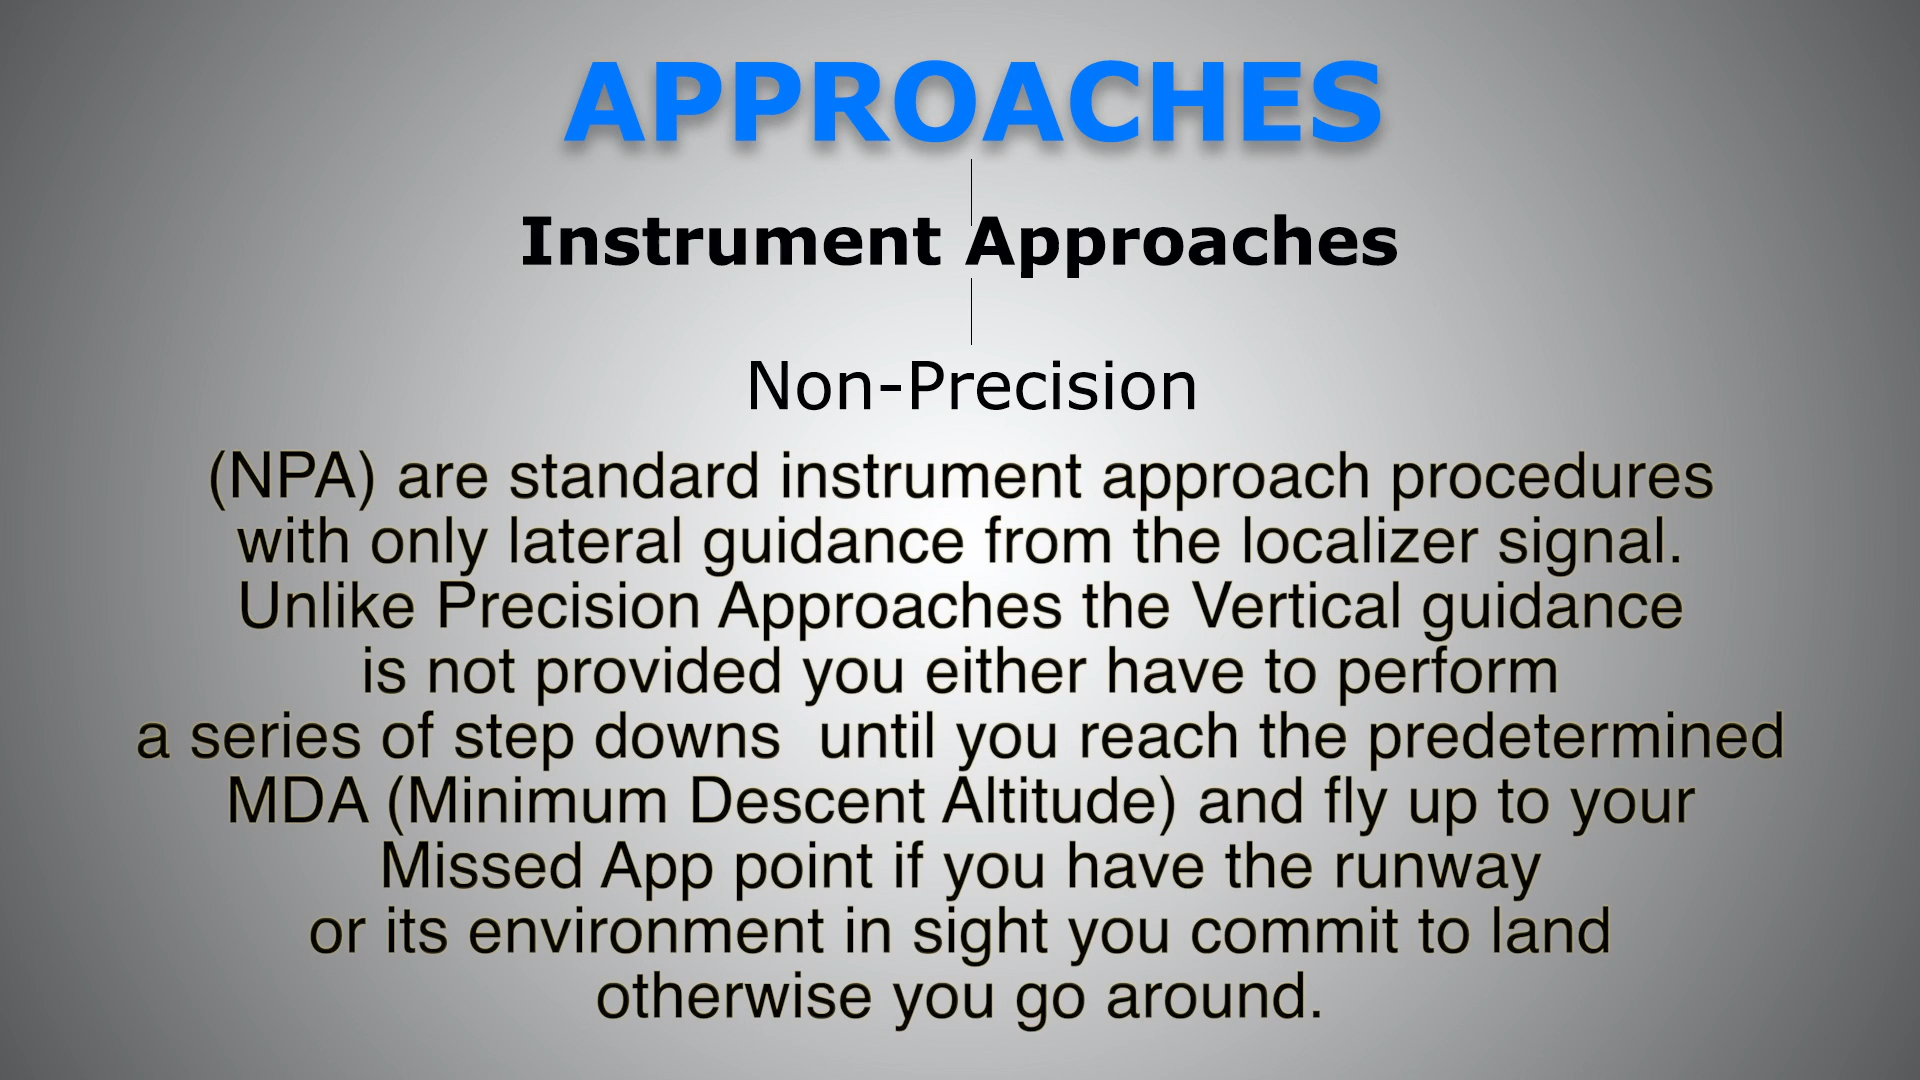 APPROACHES
Instrument Approaches
Non-Precision
(NPA) are standard instrument approach procedures
with only lateral guidance from the localizer signal.
Unlike Precision Approaches the Vertical guidance
is not provided you either have to perform
a series of step downs  until you reach the predetermined
MDA (Minimum Descent Altitude) and fly up to your
Missed App point if you have the runway
or its environment in sight you commit to land
otherwise you go around.